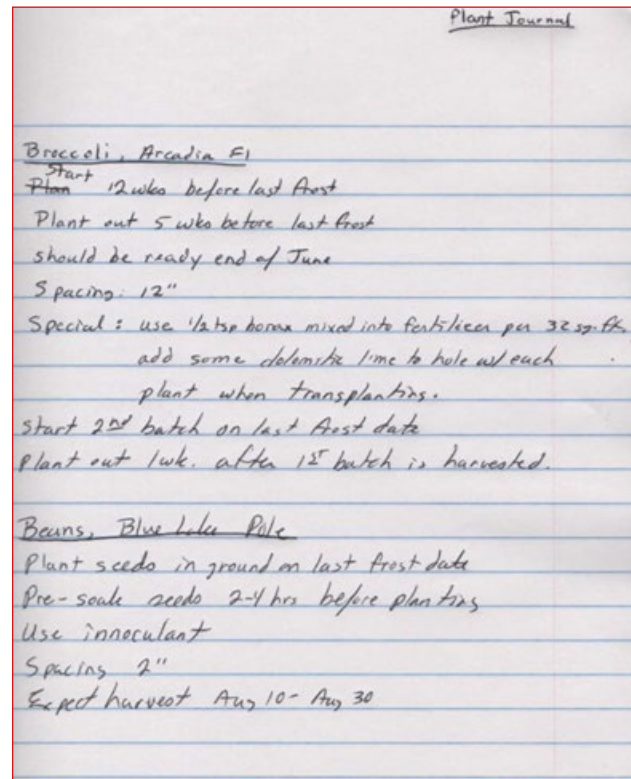 Plant Journal
Broccoli, Arcadia F1
Start
Plan 12 wks before last frost
Plant out 5 wks before last frost
should be ready end of June
Spacing: 12"
Special: use 1/2 tsp borax mixed into fertilizer per 32 sq. ft.
add some dolomitic lime to hole w/ each
plant when transplanting.
Start 2nd batch on last frost date
Plant out 1wk. after 1st batch is harvested.
Beans, Blue Lake Pole
Plant seeds in ground on last frost date
Pre-soak seeds 2-4 hrs before planting
Use innoculant
Spacing 2"
Expect harvest Aug 10 - Aug 30